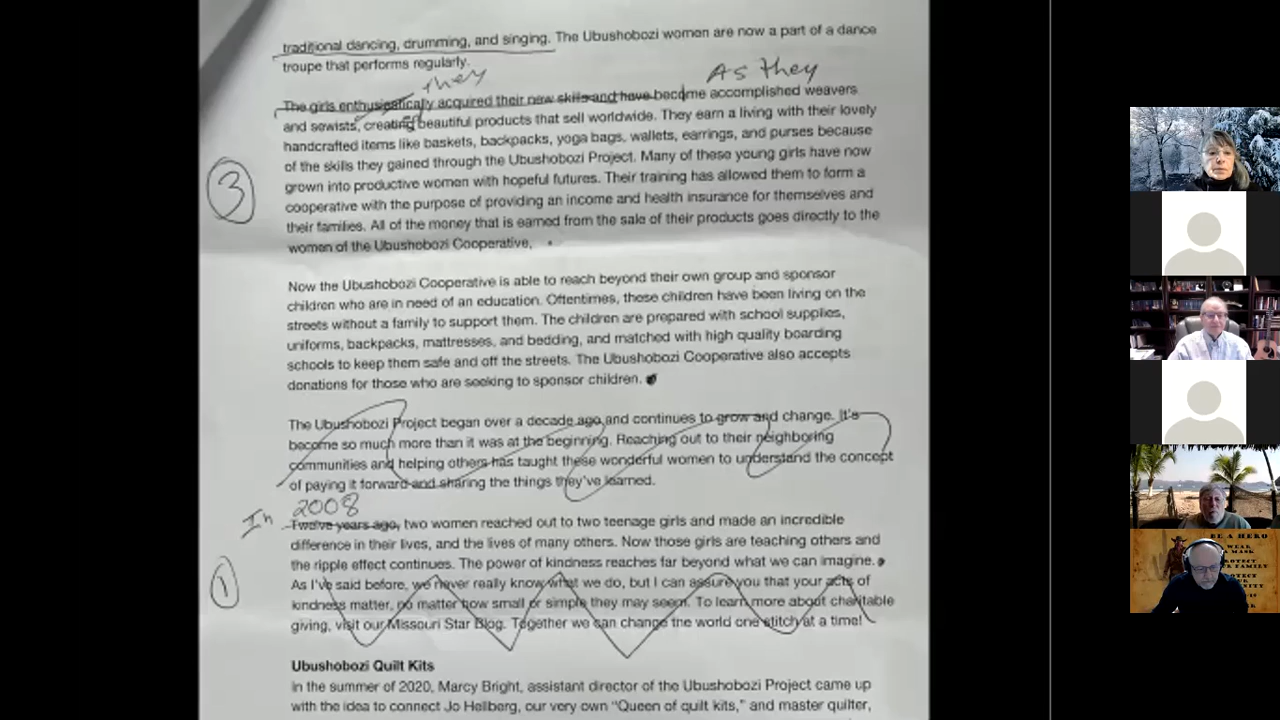 traditional dancing, drumming, and singing. The Ubushobozi women are now a part of a dance
troupe that performs regularly.
they
As they
The girls enthusiastically acquired their new skills and have become accomplished weavers
and sewists, creating beautiful products that sell worldwide. They earn a living with their lovely
handcrafted items like baskets, backpacks, yoga bags, wallets, earrings, and purses because
of the skills they gained through the Ubushobozi Project. Many of these young girls have now
grown into productive women with hopeful futures. Their training has allowed them to form a
cooperative with the purpose of providing an income and health insurance for themselves and
their families. All of the money that is earned from the sale of their products goes directly to the
women of the Ubushobozi Cooperative.
3
Now the Ubushobozi Cooperative is able to reach beyond their own group and sponsor
children who are in need of an education. Oftentimes, these children have been living on the
streets without a family to support them. The children are prepared with school supplies,
uniforms, backpacks, mattresses, and bedding, and matched with high quality boarding
schools to keep them safe and off the streets. The Ubushobozi Cooperative also accepts
donations for those who are seeking to sponsor children.
The Ubushobozi Project began over a decade ago and continues to grow and change. It's
become so much more than it was at the beginning. Reaching out to their neighboring
communities and helping others has taught these wonderful women to understand the concept
of paying it forward and sharing the things they've learned.
In 2008
Twelve years ago, two women reached out to two teenage girls and made an incredible
difference in their lives, and the lives of many others. Now those girls are teaching others and
the ripple effect continues. The power of kindness reaches far beyond what we can imagine.
1
As I've said before, we never really know what we do, but I can assure you that your acts of
kindness matter, no matter how small or simple they may seem. To learn more about charitable
giving, visit our Missouri Star Blog. Together we can change the world one stitch at a time!
Ubushobozi Quilt Kits
In the summer of 2020, Marcy Bright, assistant director of the Ubushobozi Project came up
with the idea to connect Jo Hellberg, our very own "Queen of quilt kits," and master quilter,
BE A HERO
WEAR
A MASK
PROTECT